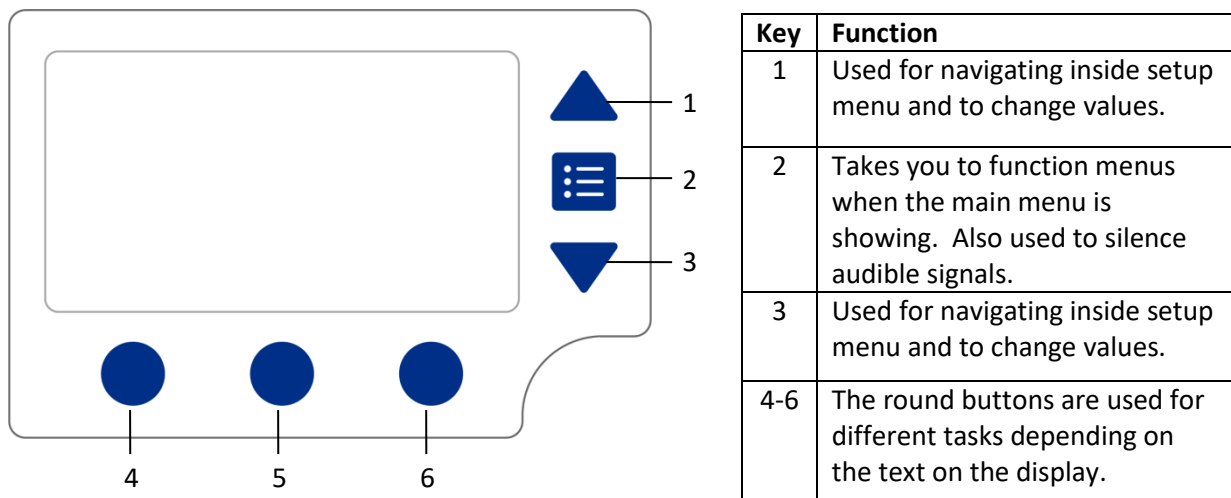 1
2
3
4
5
6
Key Function
1 Used for navigating inside setup
menu and to change values.
2 Takes you to function menus
when the main menu is
showing.  Also used to silence
audible signals.
3 Used for navigating inside setup
menu and to change values.
4-6 The round buttons are used for
different tasks depending on
the text on the display.